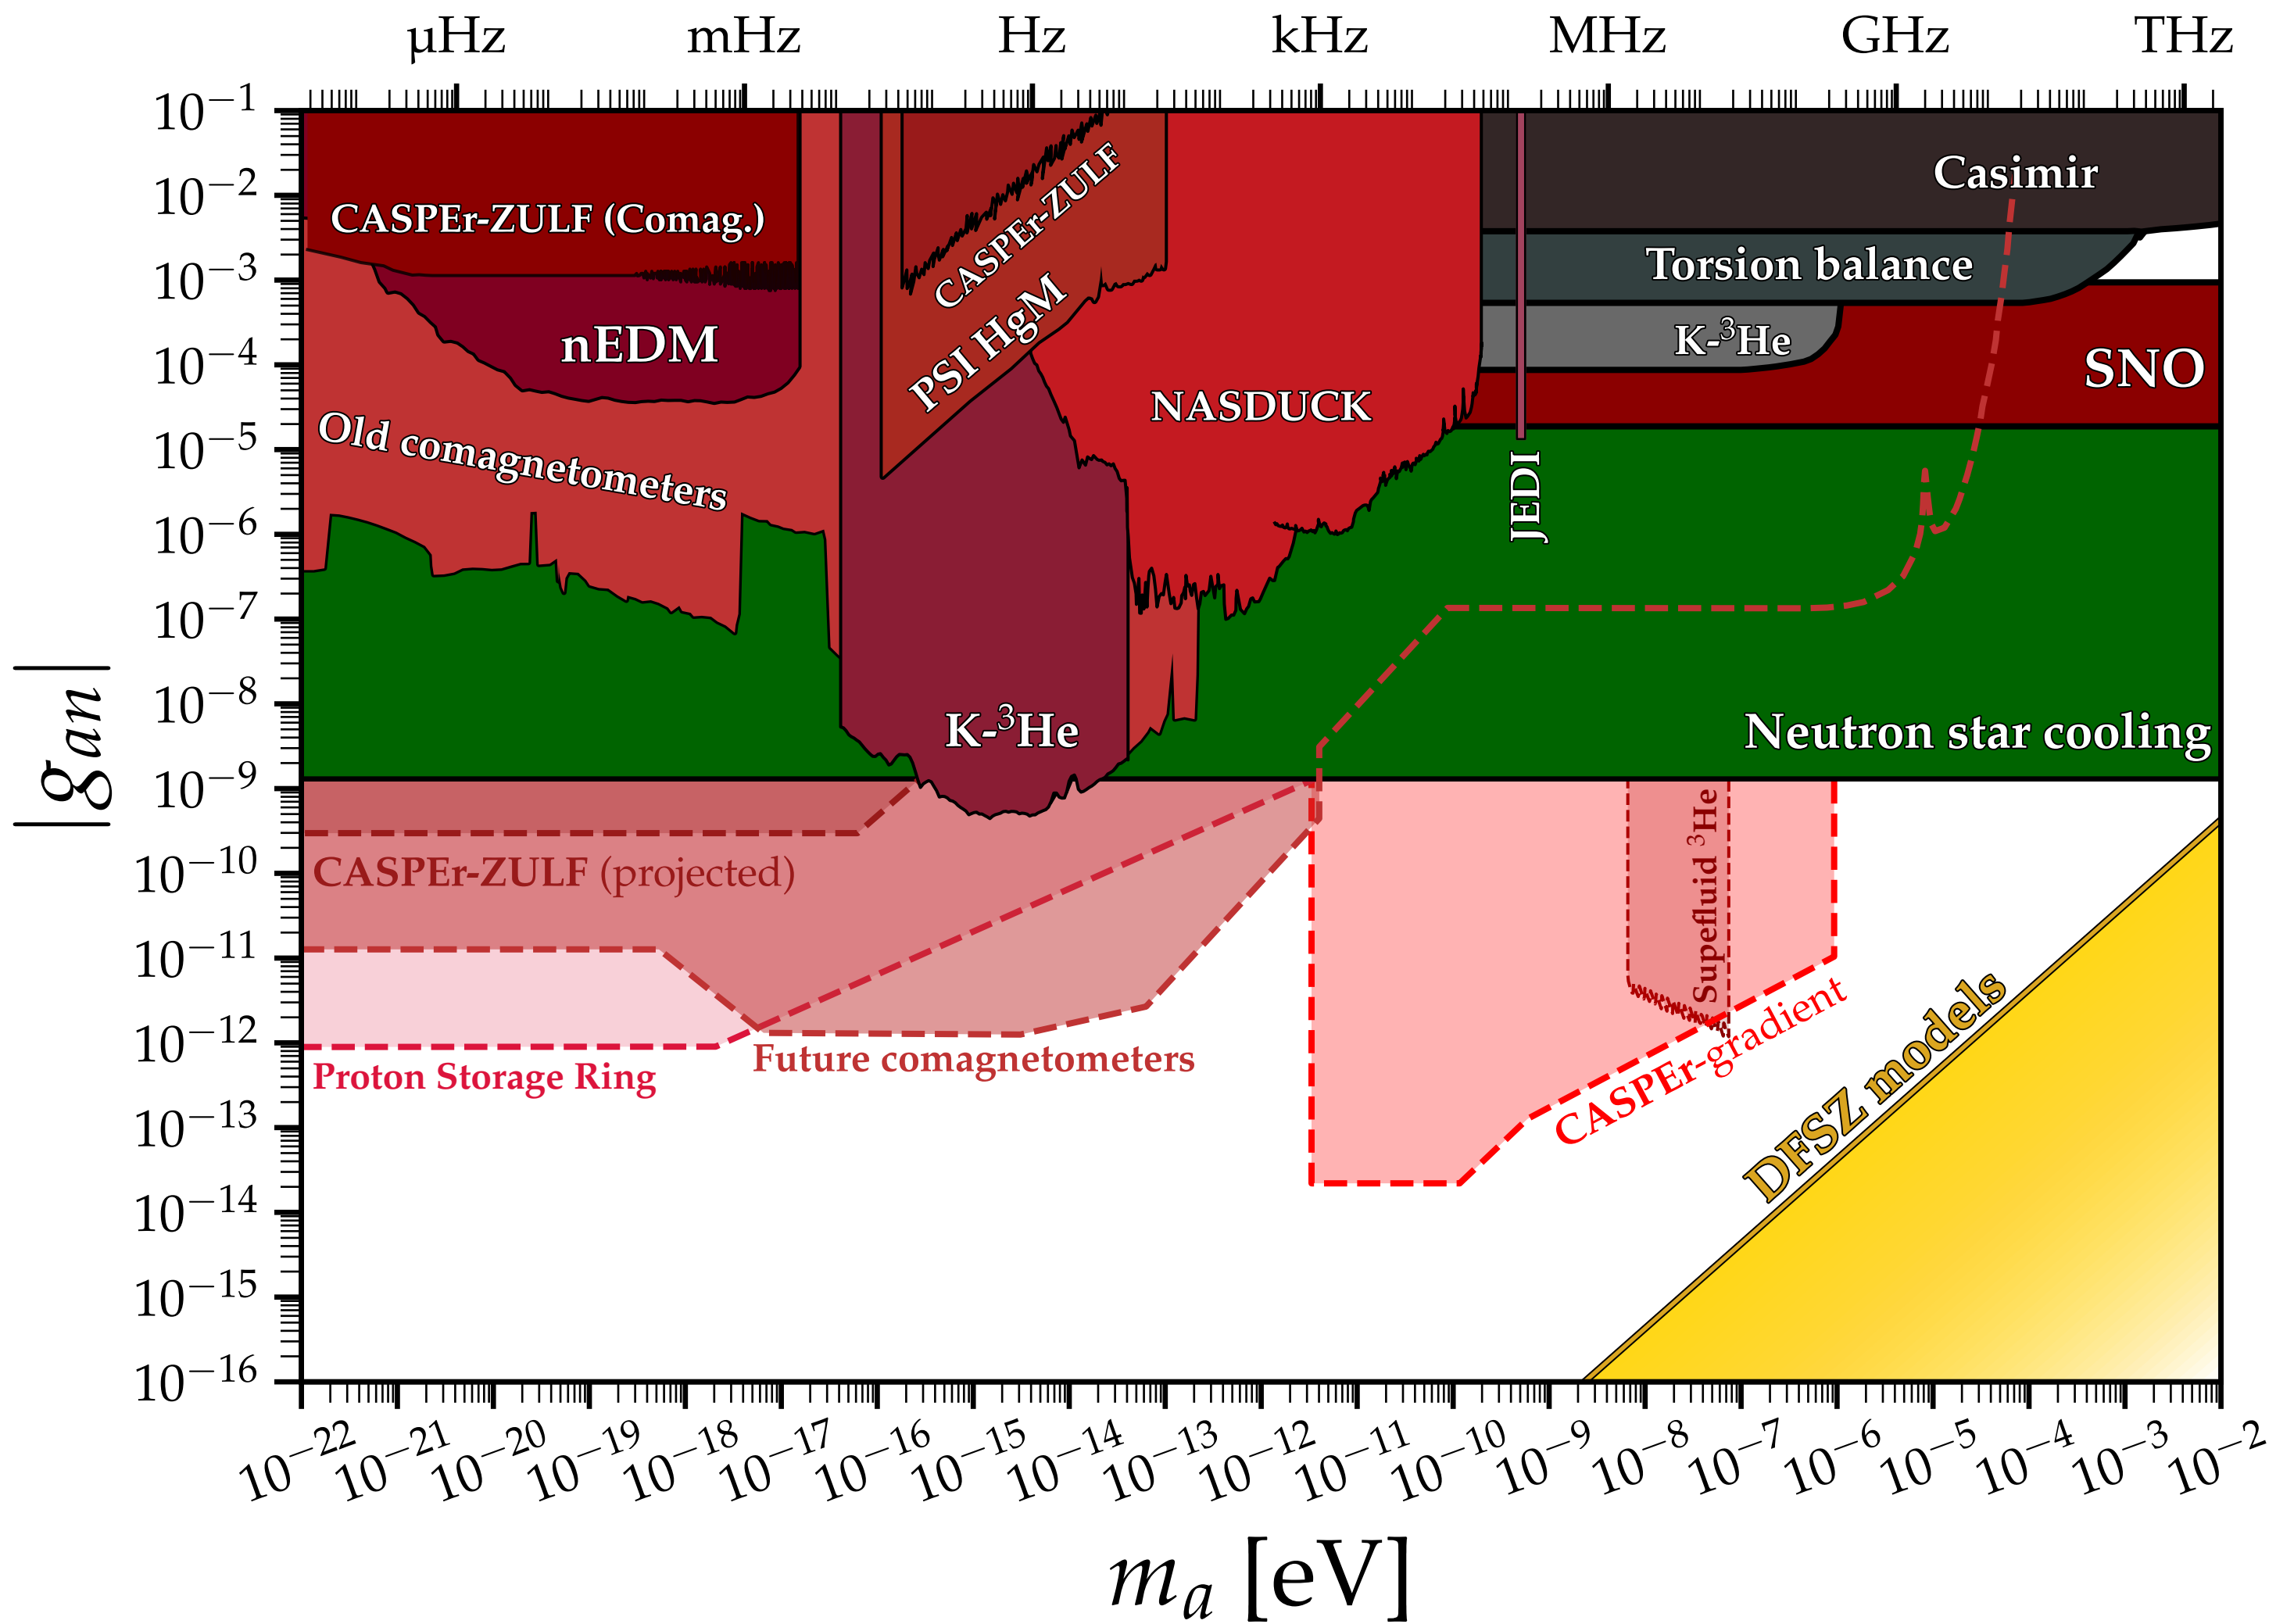 µHz mHz Hz kHz MHz GHz THz
10⁻¹
10⁻²
10⁻³
10⁻⁴
10⁻⁵
10⁻⁶
10⁻⁷
10⁻⁸
10⁻⁹
10⁻¹⁰
10⁻¹¹
10⁻¹²
10⁻¹³
10⁻¹⁴
10⁻¹⁵
10⁻¹⁶
|gₐₙ|
CASPEr-ZULF (Comag.)
nEDM
Old comagnetometers
CASPEr-ZULF
PSI HgM
K-³He
NASDUCK
JEDI
Casimir
Torsion balance
K-³He
SNO
Neutron star cooling
CASPEr-ZULF (projected)
Proton Storage Ring
Future comagnetometers
Supefluid ³He
CASPEr-gradient
DFSZ models
10⁻²² 10⁻²¹ 10⁻²⁰ 10⁻¹⁹ 10⁻¹⁸ 10⁻¹⁷ 10⁻¹⁶ 10⁻¹⁵ 10⁻¹⁴ 10⁻¹³ 10⁻¹² 10⁻¹¹ 10⁻¹⁰ 10⁻⁹ 10⁻⁸ 10⁻⁷ 10⁻⁶ 10⁻⁵ 10⁻⁴ 10⁻³ 10⁻²
mₐ [eV]